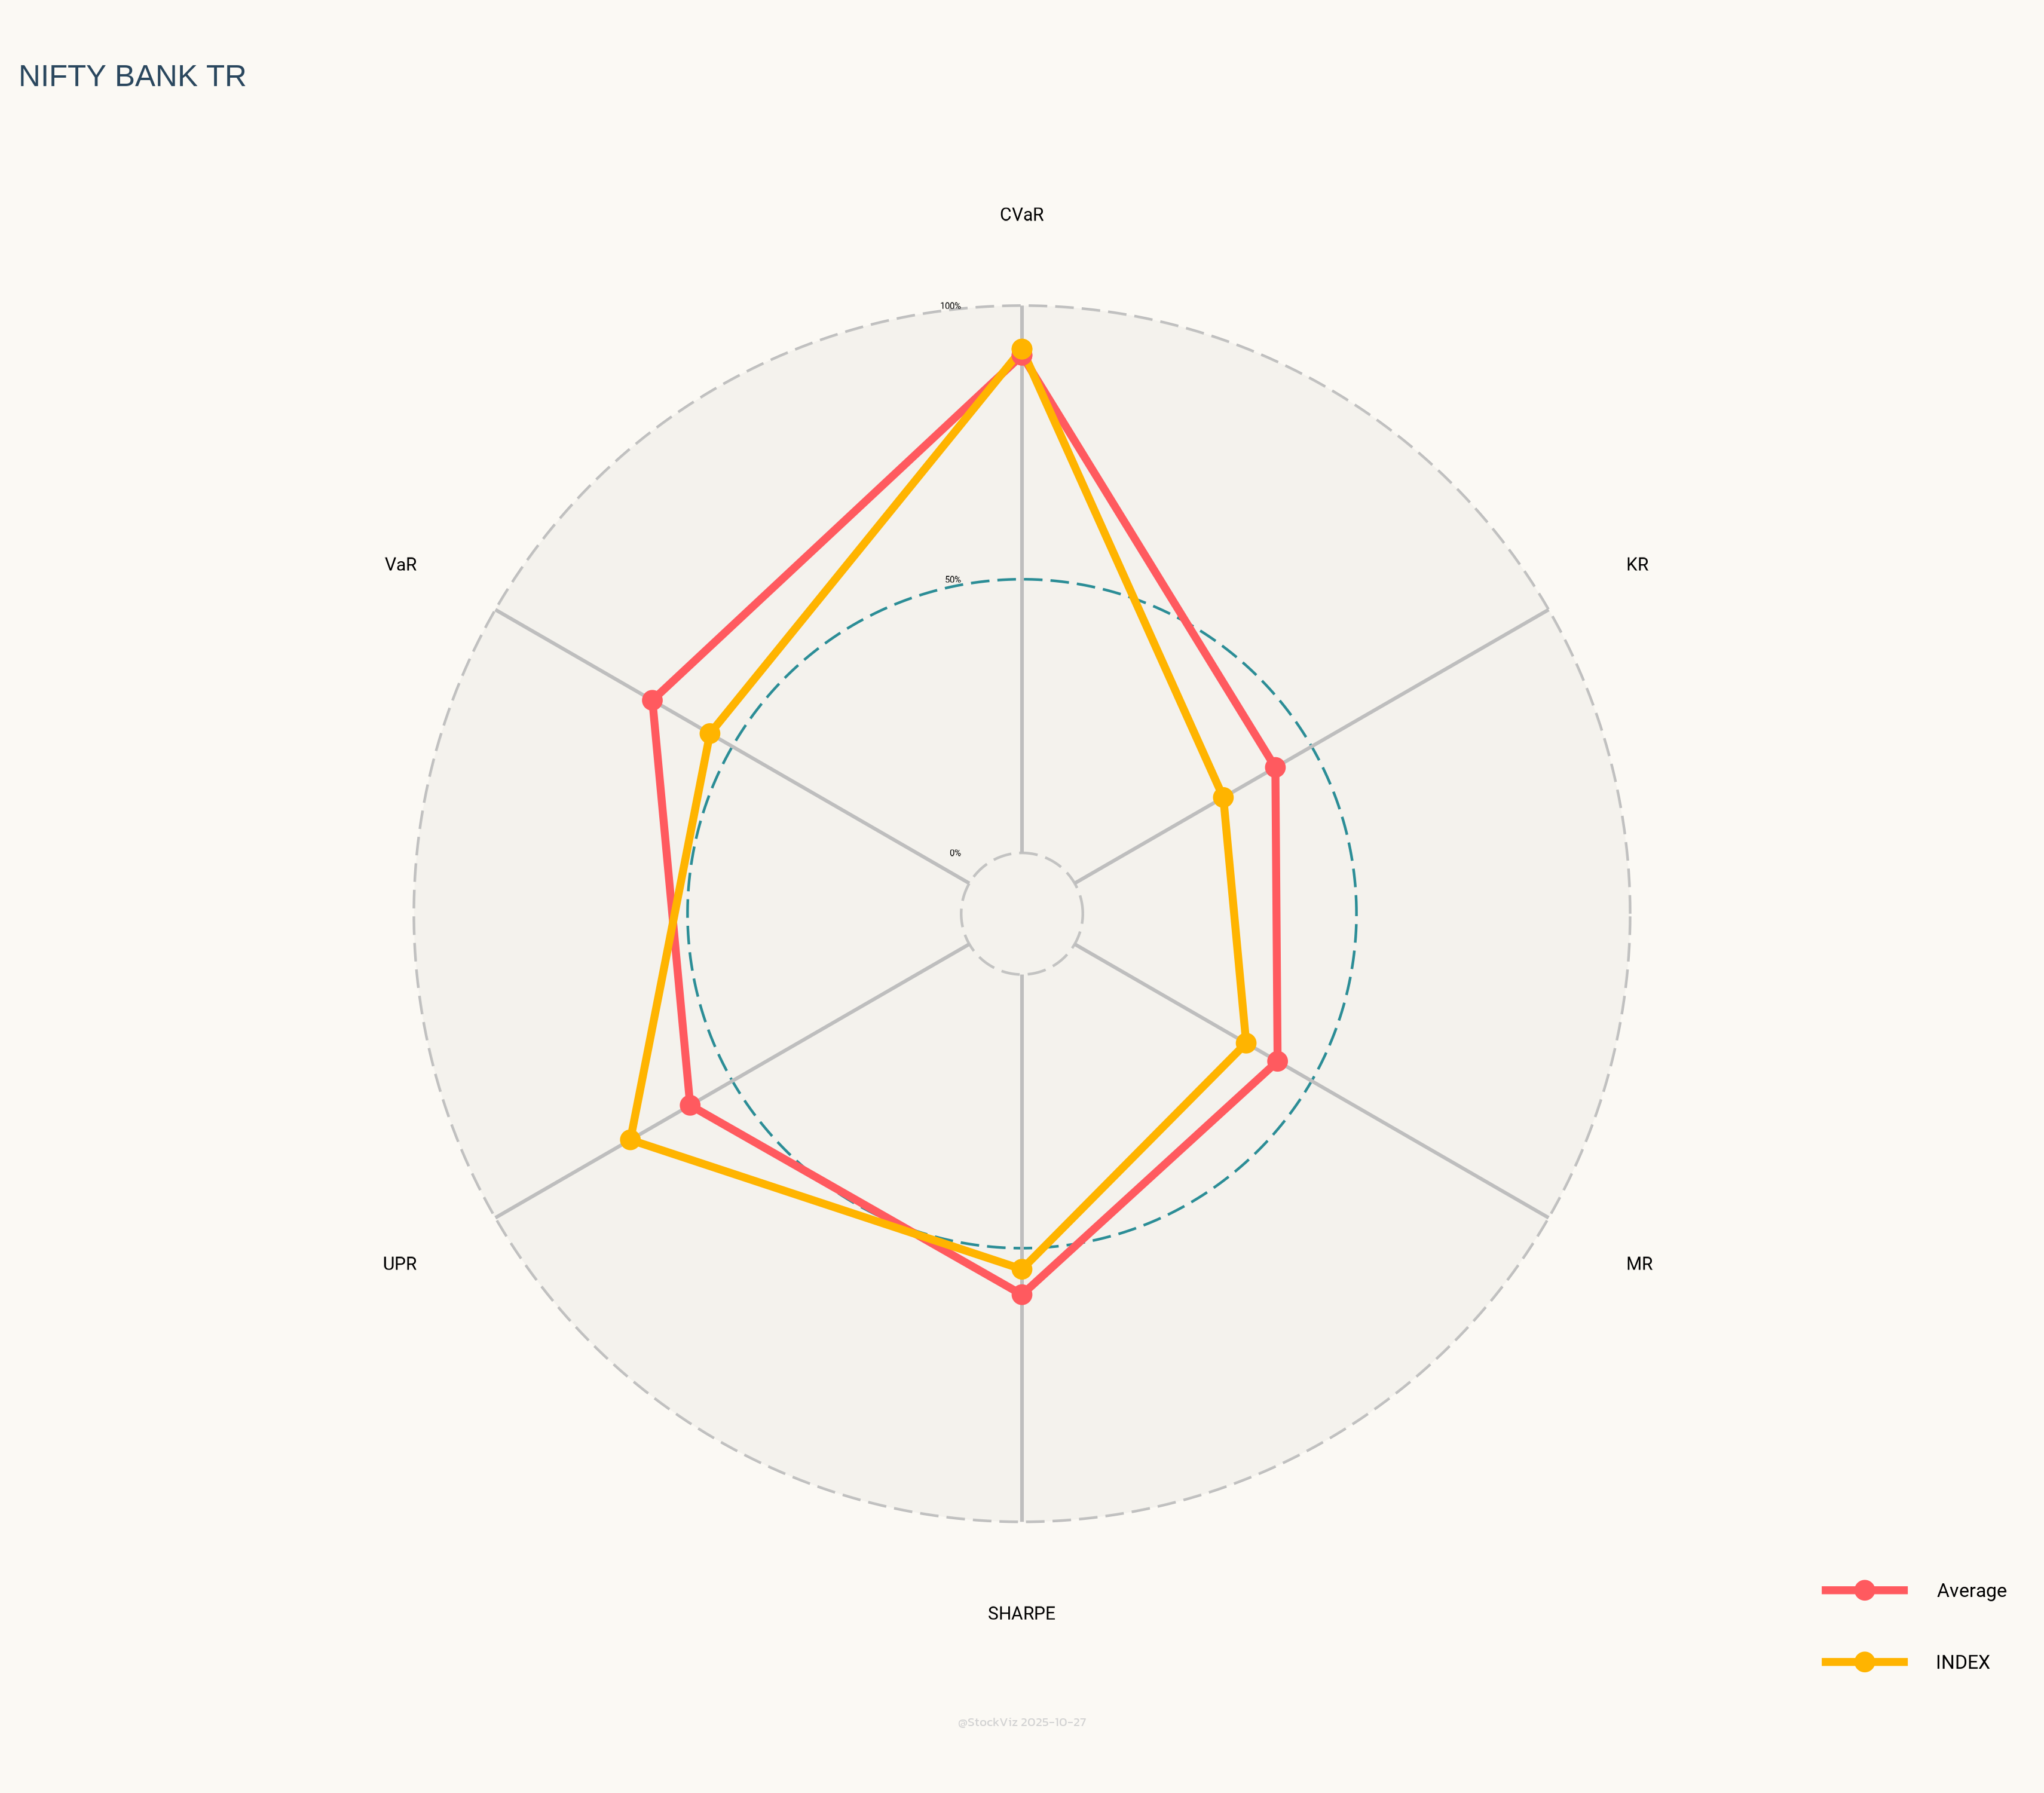 NIFTY BANK TR
CVaR
100%
VaR
KR
50%
0%
UPR
MR
SHARPE
Average
INDEX
@StockViz 2025-10-27